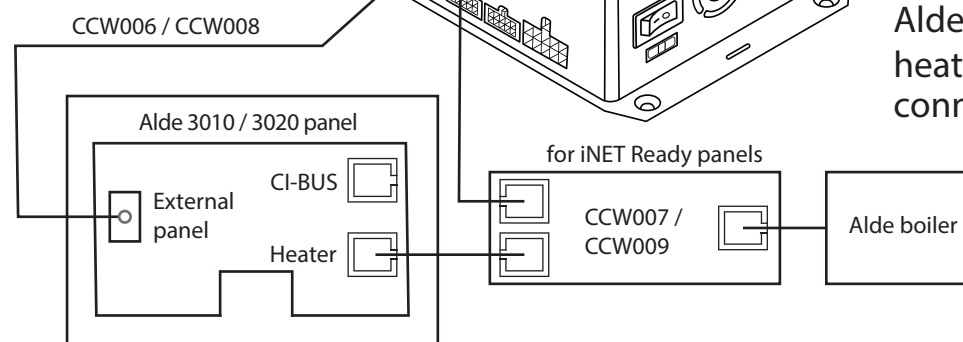 CCW006 / CCW008
Alde
heat
conn
Alde 3010 / 3020 panel
for iNET Ready panels
CI-BUS
External
panel
Heater
CCW007 /
CCW009
Alde boiler